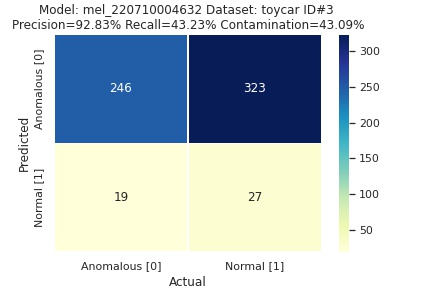 Model: mel_220710004632 Dataset: toycar ID#3
Precision=92.83% Recall=43.23% Contamination=43.09%
Predicted
Anomalous [0]
246
323
Normal [1]
19
27
Anomalous [0]
Normal [1]
Actual
300
250
200
150
100
50